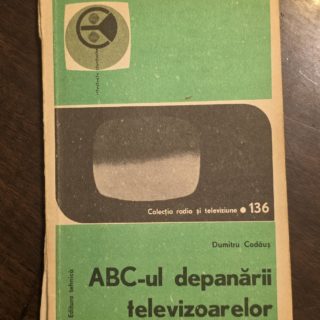 Colecția radio și televiziune • 136
Dumitru Codăuș
ABC-ul depanării
televizoarelor
Editura tehnică